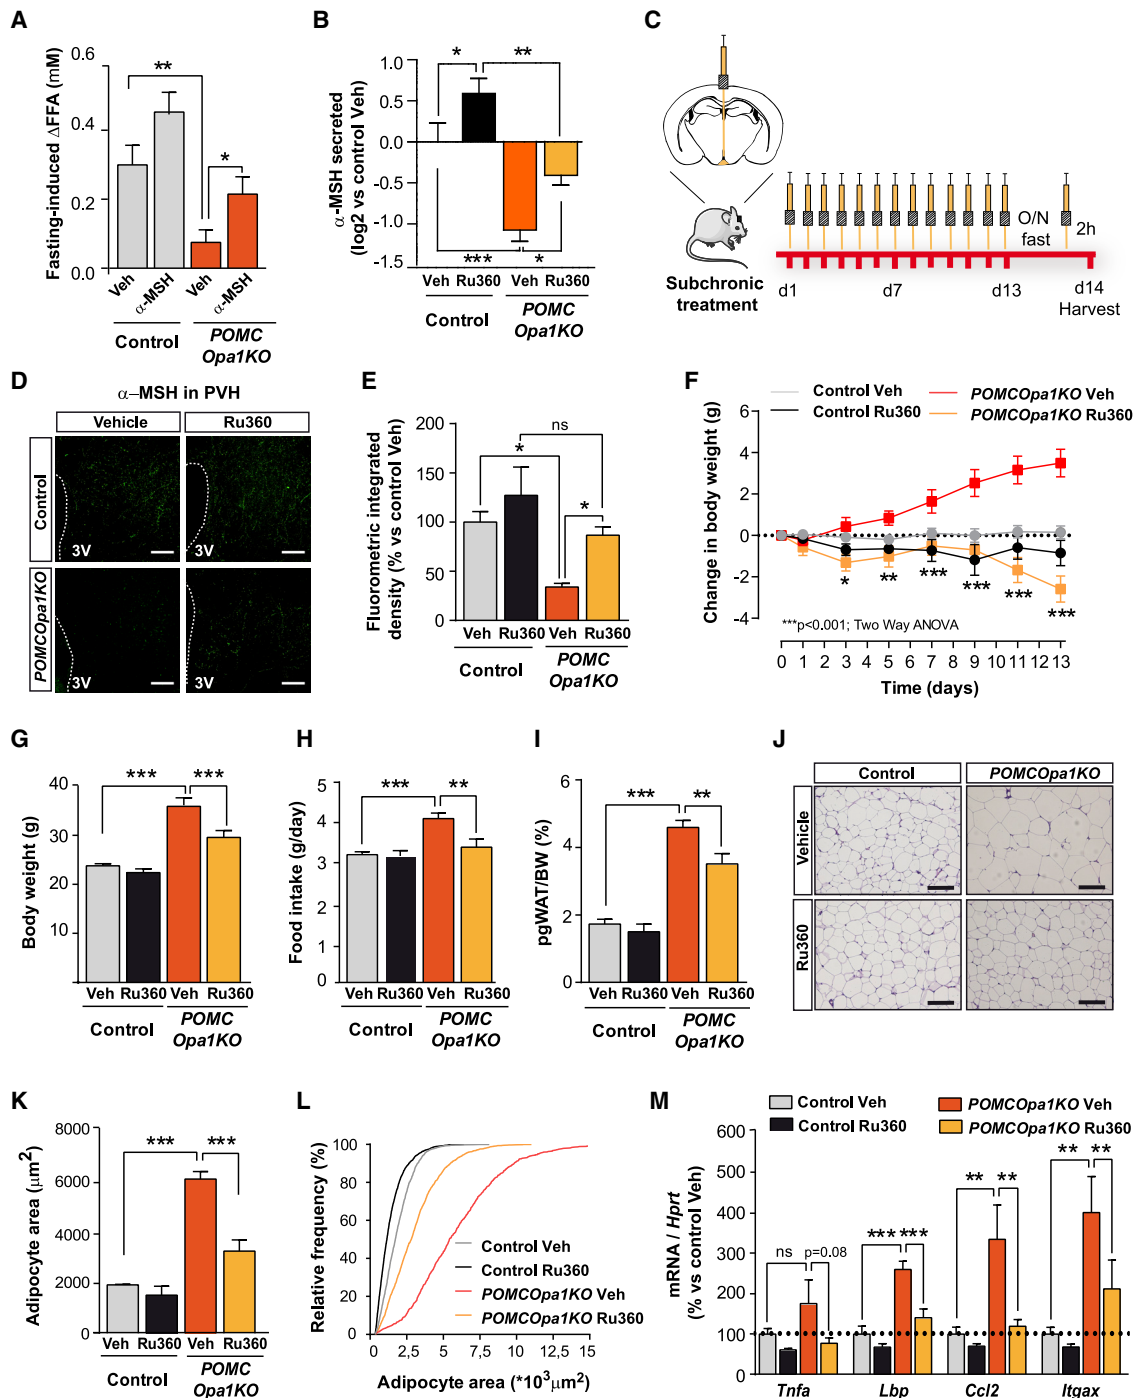 A
Fasting-induced ΔFFA (mM)
0.6
0.4
0.2
0.0
**
*
Veh
α-MSH
Veh
α-MSH
Control
POMC
Opa1KO
B
α-MSH secreted
(log2 vs control Veh)
1.0
0.5
0.0
-0.5
-1.0
-1.5
*
**
***
*
Veh Ru360 Veh Ru360
Control
POMC
Opa1KO
C
Subchronic
treatment
O/N
fast
2h
d1
d7
d13
d14
Harvest
D
α–MSH in PVH
Vehicle
Ru360
Control
POMCOpa1KO
3V
3V
3V
3V
E
Fluorometric integrated
density (% vs control Veh)
200
150
100
50
0
ns
*
*
Veh Ru360 Veh Ru360
Control
POMC
Opa1KO
F
Control Veh
Control Ru360
POMCOpa1KO Veh
POMCOpa1KO Ru360
Change in body weight (g)
6
4
2
0
-2
-4
*
**
***
***
***
***
***p<0.001; Two Way ANOVA
0 1 2 3 4 5 6 7 8 9 10 11 12 13
Time (days)
G
Body weight (g)
40
30
20
10
0
***
***
Veh Ru360 Veh Ru360
Control
POMC
Opa1KO
H
Food intake (g/day)
6
5
4
3
2
1
0
***
**
Veh Ru360 Veh Ru360
Control
POMC
Opa1KO
I
pgWAT/BW (%)
6
4
2
0
***
**
Veh Ru360 Veh Ru360
Control
POMC
Opa1KO
J
Control
POMCOpa1KO
Vehicle
Ru360
K
Adipocyte area (μm²)
8000
6000
4000
2000
0
***
***
Veh Ru360 Veh Ru360
Control
POMC
Opa1KO
L
Relative frequency (%)
100
80
60
40
20
0
Control Veh
Control Ru360
POMCOpa1KO Veh
POMCOpa1KO Ru360
0 2,5 5 7,5 10 15
Adipocyte area (*10³μm²)
M
Control Veh
Control Ru360
POMCOpa1KO Veh
POMCOpa1KO Ru360
mRNA / Hprt
(% vs control Veh)
600
500
400
300
200
100
0
ns
p=0.08
***
***
**
**
**
**
Tnfa
Lbp
Ccl2
Itgax